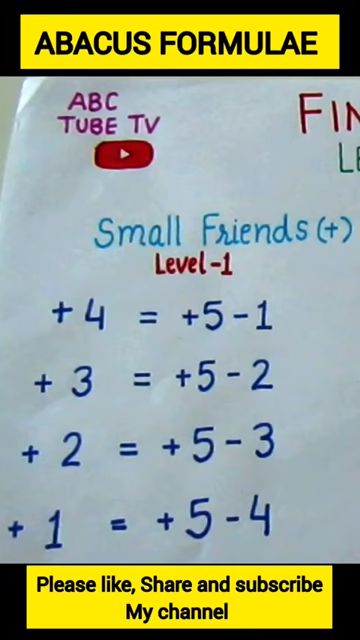 ABACUS FORMULAE
ABC
TUBE TV
Small Friends (+)
Level-1
+4 = +5-1
+3 = +5-2
+2 = +5-3
+1 = +5-4
Please like, Share and subscribe
My channel